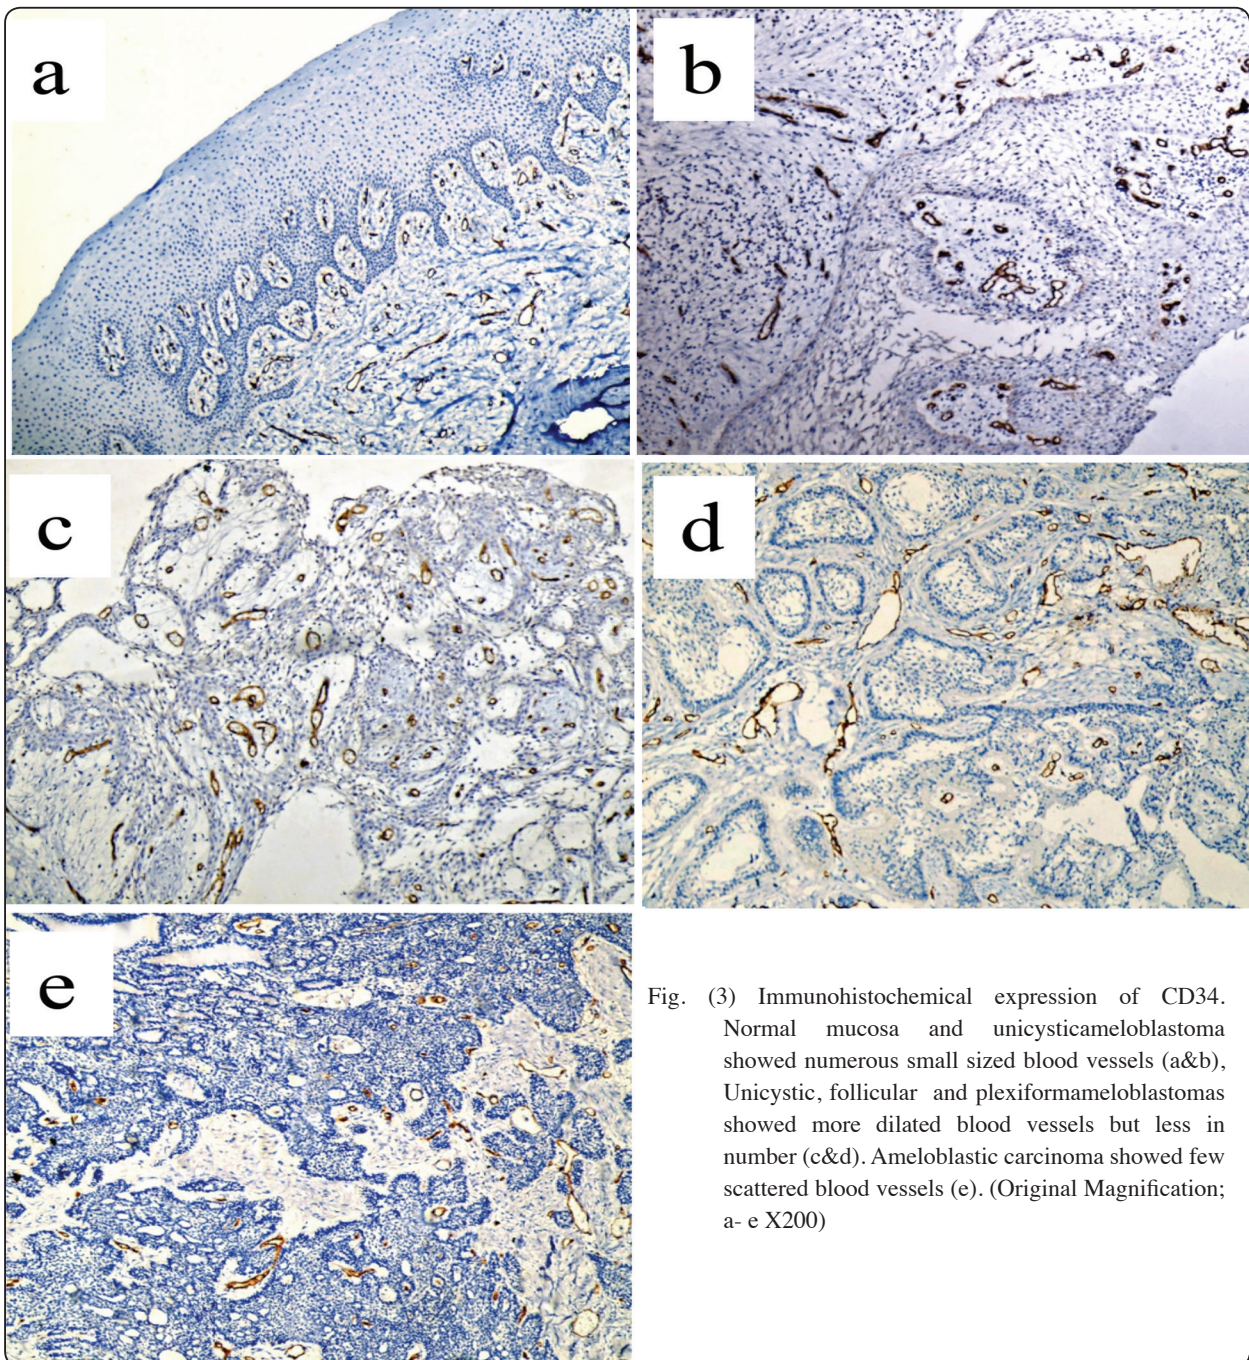 a
b
c
d
e
Fig. (3) Immunohistochemical expression of CD34.
Normal mucosa and unicysticameloblastoma
showed numerous small sized blood vessels (a&b),
Unicystic, follicular and plexiformameloblastomas
showed more dilated blood vessels but less in
number (c&d). Ameloblastic carcinoma showed few
scattered blood vessels (e). (Original Magnification;
a- e X200)